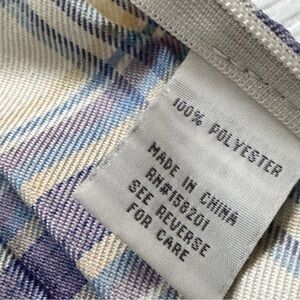 100% POLYESTER
MADE IN CHINA
RN#158201
SEE REVERSE
FOR CARE